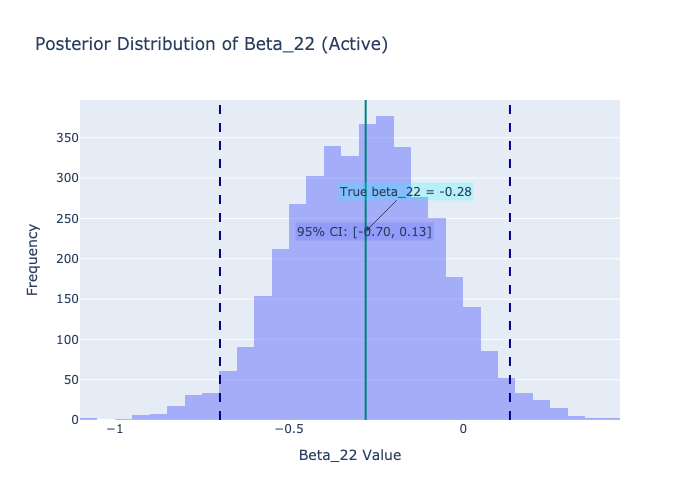 Posterior Distribution of Beta_22 (Active)
350
300
250
200
150
100
50
0
Frequency
True beta_22 = -0.28
95% CI: [-0.70, 0.13]
−1
−0.5
0
Beta_22 Value